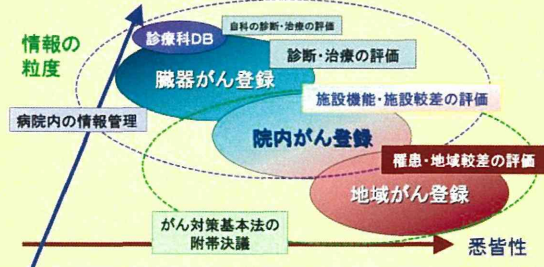 情報の
粒度
診療科DB
自科の診断・治療の評価
診断・治療の評価
臓器がん登録
施設機能・施設較差の評価
病院内の情報管理
院内がん登録
罹患・地域較差の評価
地域がん登録
がん対策基本法の
附帯決議
悉皆性